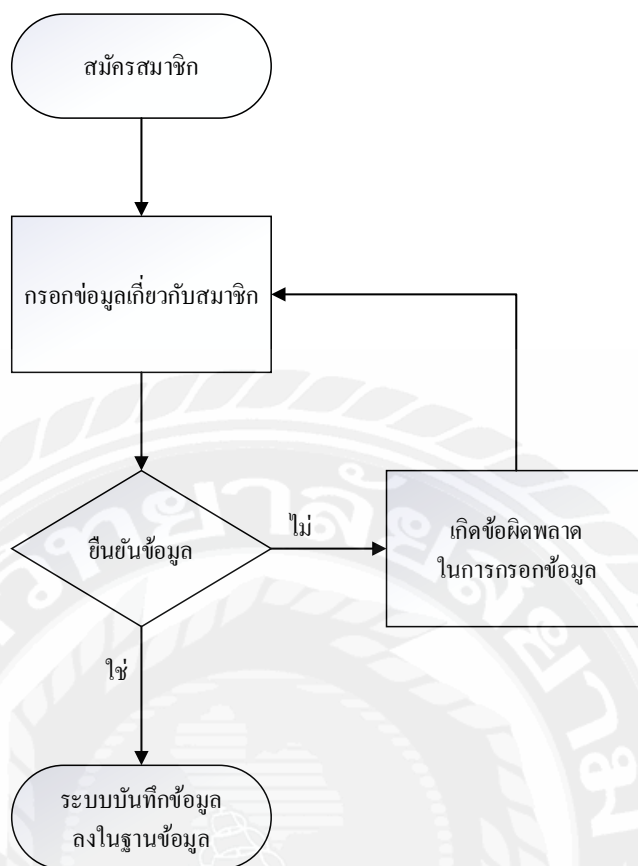 สมัครสมาชิก
กรอกข่อมูลเกี่ยวกับสมาชิก
ยืนยันข้อมูล
ไม่
เกิดข้อผิดพลาด
ในการกรอกข้อมูล
ใช่
ระบบบันทึกข้อมูล
ลงในฐานข้อมูล